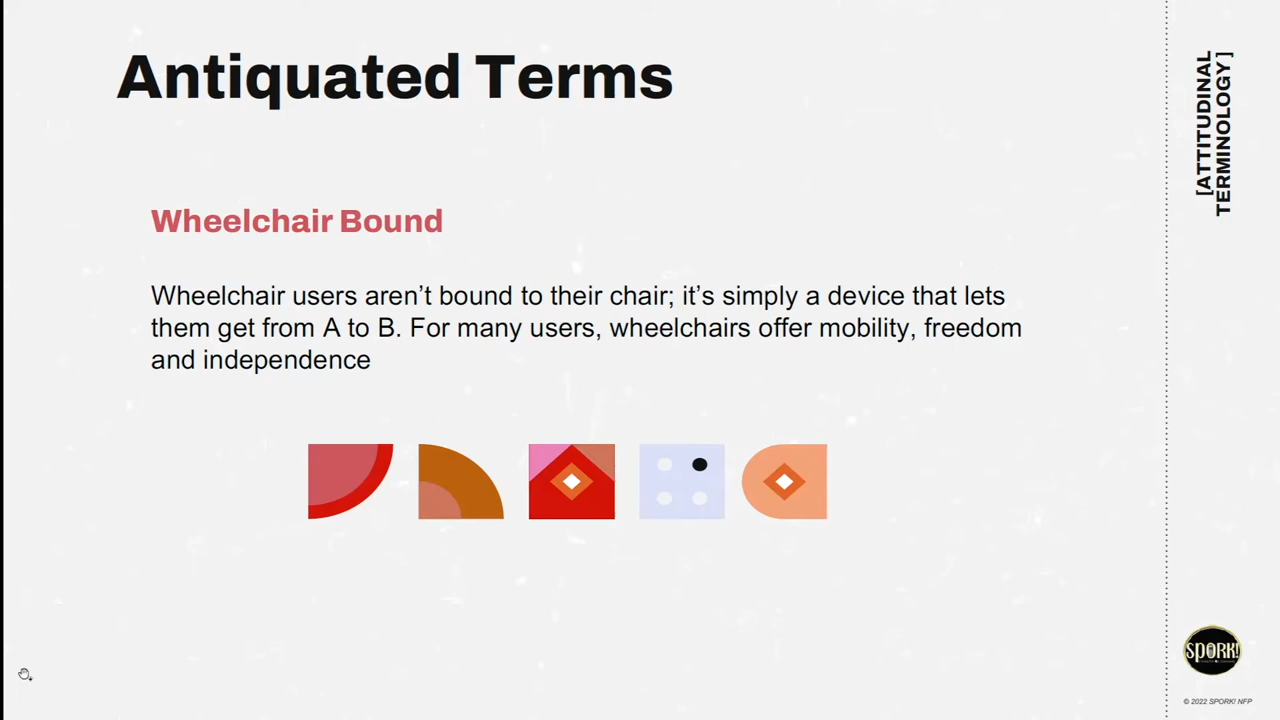 Antiquated Terms
[ATTITUDINAL
TERMINOLOGY]
Wheelchair Bound
Wheelchair users aren’t bound to their chair; it’s simply a device that lets
them get from A to B. For many users, wheelchairs offer mobility, freedom
and independence
SPORK!
© 2022 SPORK! NFP